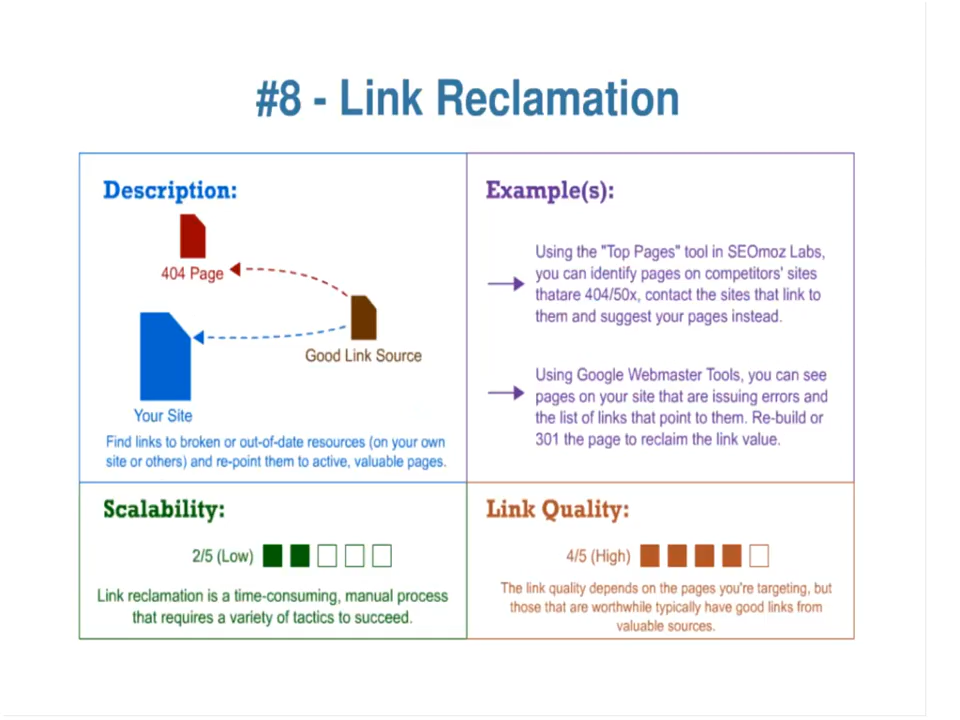 #8 - Link Reclamation
Description:
404 Page
Good Link Source
Your Site
Find links to broken or out-of-date resources (on your own
site or others) and re-point them to active, valuable pages.
Example(s):
Using the "Top Pages" tool in SEOmoz Labs,
you can identify pages on competitors' sites
thatare 404/50x, contact the sites that link to
them and suggest your pages instead.
Using Google Webmaster Tools, you can see
pages on your site that are issuing errors and
the list of links that point to them. Re-build or
301 the page to reclaim the link value.
Scalability:
2/5 (Low)
Link reclamation is a time-consuming, manual process
that requires a variety of tactics to succeed.
Link Quality:
4/5 (High)
The link quality depends on the pages you're targeting, but
those that are worthwhile typically have good links from
valuable sources.